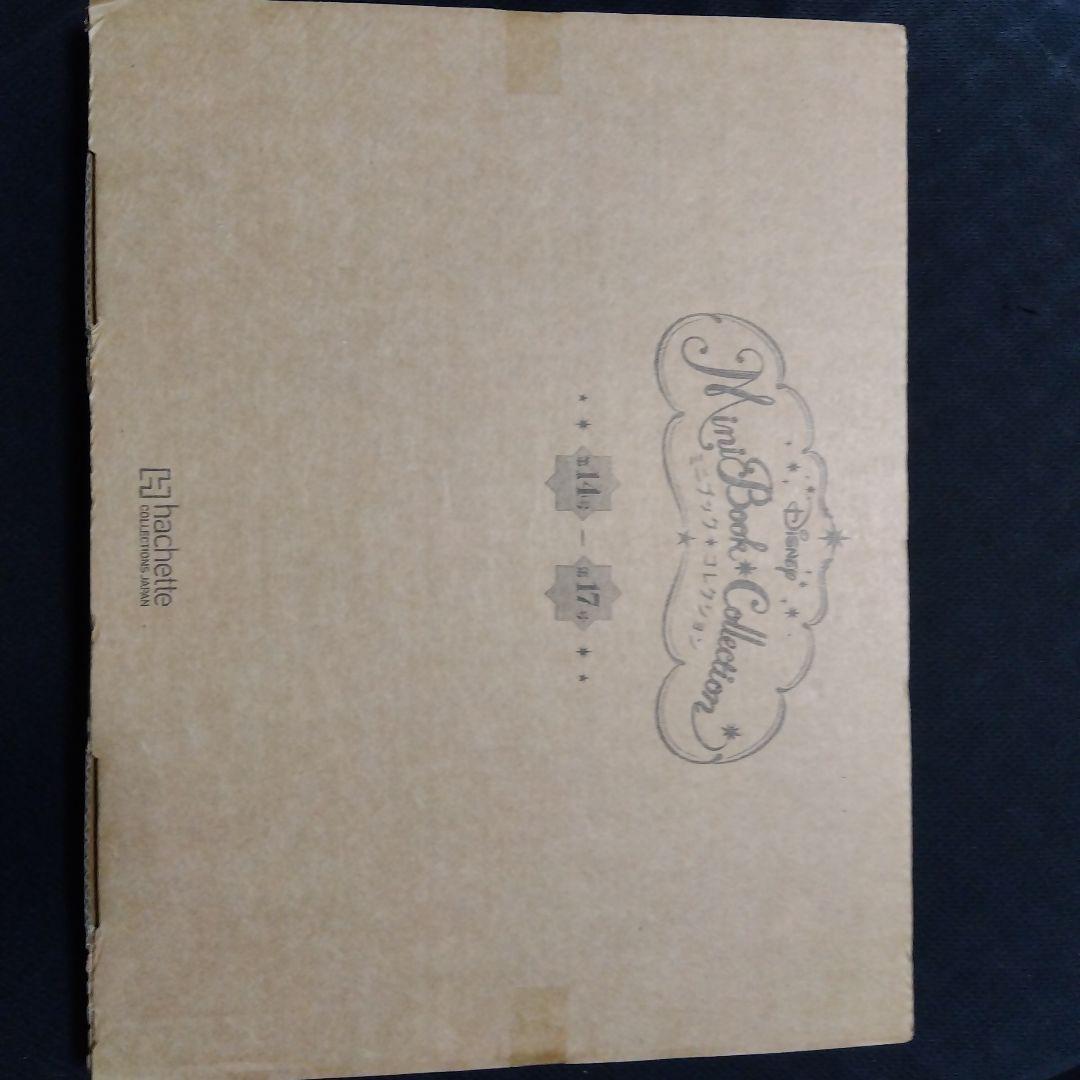 Disney
Mini Book Collection
ミニブック★コレクション
第14号 — 第17号
hachette
COLLECTIONS JAPAN